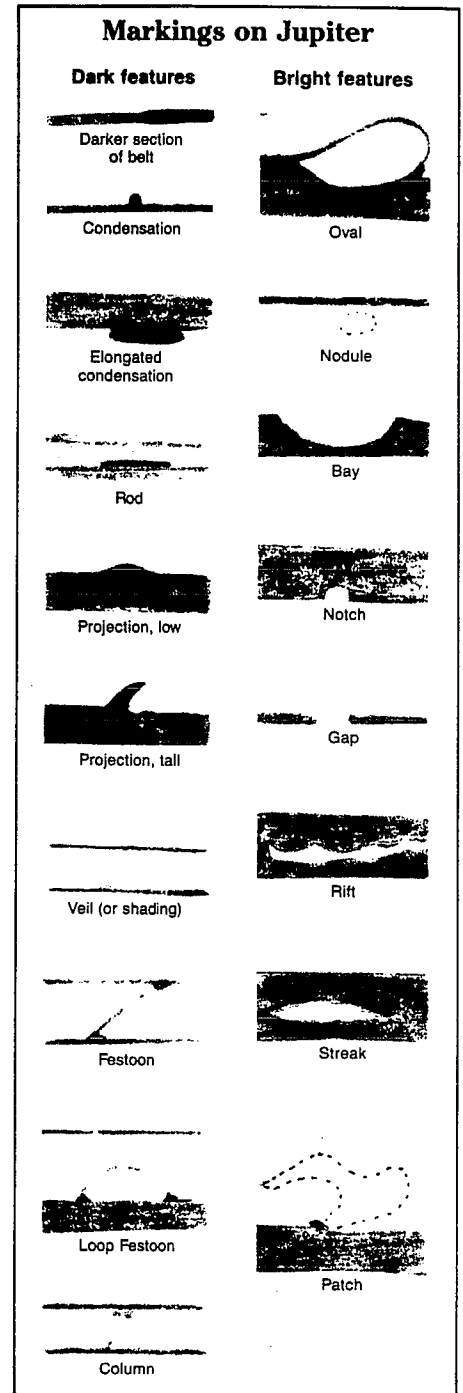 Markings on Jupiter
Dark features
Darker section
of belt
Condensation
Elongated
condensation
Rod
Projection, low
Projection, tall
Veil (or shading)
Festoon
Loop Festoon
Column
Bright features
Oval
Nodule
Bay
Notch
Gap
Rift
Streak
Patch